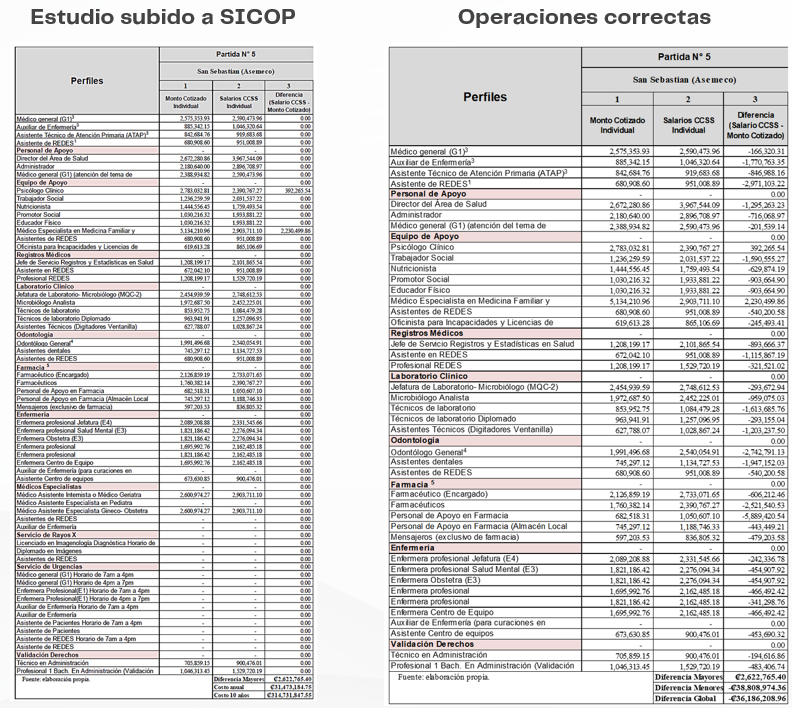 Estudio subido a SICOP
Perfiles
Partida N° 5
San Sebastian (Asemeco)
1 2 3
Monto Cotizado Individual
Salarios CCSS Individual
Diferencia (Salario CCSS - Monto Cotizado)
Médico general (G1)3 2,575,353.93 2,590,473.96 0.00
Auxiliar de Enfermería3 885,342.15 1,046,320.64 0.00
Asistente Técnico de Atención Primaria (ATAP)3 842,684.76 919,683.68 0.00
Asistente de REDES1 680,908.60 951,008.89 0.00
Personal de Apoyo - - 0.00
Director del Área de Salud 2,672,280.86 3,967,544.09 0.00
Administrador 2,180,640.00 2,896,708.97 0.00
Médico general (G1) (atención del tema de 2,388,934.82 2,590,473.96 0.00
Equipo de Apoyo - - 0.00
Psicólogo Clínico 2,783,032.81 2,390,767.27 392,265.54
Trabajador Social 1,236,259.59 2,031,537.22 0.00
Nutricionista 1,444,556.45 1,759,493.54 0.00
Promotor Social 1,030,216.32 1,933,881.22 0.00
Educador Físico 1,030,216.32 1,933,881.22 0.00
Médico Especialista en Medicina Familiar y 5,134,210.96 2,903,711.10 2,230,499.86
Asistentes de REDES 680,908.60 951,008.89 0.00
Oficinista para Incapacidades y Licencias de 619,613.28 865,106.69 0.00
Registros Médicos - - 0.00
Jefe de Servicio Registros y Estadísticas en Salud 1,208,199.17 2,101,865.54 0.00
Asistente en REDES 672,042.10 951,008.89 0.00
Profesional REDES 1,208,199.17 1,529,720.19 0.00
Laboratorio Clínico - - 0.00
Jefatura de Laboratorio- Microbiólogo (MQC-2) 2,454,939.59 2,748,612.53 0.00
Microbiólogo Analista 1,972,687.50 2,452,225.01 0.00
Técnicos de laboratorio 853,952.75 1,084,479.28 0.00
Técnicos de laboratorio Diplomado 963,941.91 1,257,096.95 0.00
Asistentes Técnicos (Digitadores Ventanilla) 627,788.07 1,028,867.24 0.00
Odontología - - 0.00
Odontólogo General4 1,991,496.68 2,540,054.91 0.00
Asistentes dentales 745,297.12 1,134,727.53 0.00
Asistentes de REDES 680,908.60 951,008.89 0.00
Farmacia 5 - - 0.00
Farmacéutico (Encargado) 2,126,859.19 2,733,071.65 0.00
Farmacéuticos 1,760,382.14 2,390,767.27 0.00
Personal de Apoyo en Farmacia 682,518.31 1,050,607.10 0.00
Personal de Apoyo en Farmacia (Almacén Local 745,297.12 1,188,746.33 0.00
Mensajeros (exclusivo de farmacia) 597,203.53 836,805.32 0.00
Enfermería - - 0.00
Enfermera profesional Jefatura (E4) 2,089,208.88 2,331,545.66 0.00
Enfermera profesional Salud Mental (E3) 1,821,186.42 2,276,094.34 0.00
Enfermera Obstetra (E3) 1,821,186.42 2,276,094.34 0.00
Enfermera profesional 1,695,992.76 2,162,485.18 0.00
Enfermera profesional 1,821,186.42 2,162,485.18 0.00
Enfermera Centro de Equipo 1,695,992.76 2,162,485.18 0.00
Auxiliar de Enfermería (para curaciones en - - 0.00
Asistente Centro de equipos 673,630.85 900,476.01 0.00
Médicos Especialistas - - 0.00
Médico Asistente Internista o Médico Geriatra 2,600,974.27 2,903,711.10 0.00
Médico Asistente Especialista en Pediatra - - 0.00
Médico Asistente Especialista Gineco- Obstetra 2,600,974.27 2,903,711.10 0.00
Asistentes de REDES - - 0.00
Auxiliar de Enfermería - - 0.00
Servicio de Rayos X - - 0.00
Licenciado en Imagenología Diagnóstica Horario de - - 0.00
Diplomado en Imágenes - - 0.00
Asistentes de REDES - - 0.00
Servicio de Urgencias - - 0.00
Médico general (G1) Horario de 7am a 4pm - - 0.00
Médico general (G1) Horario de 4pm a 7pm - - 0.00
Enfermera Profesional(E1) Horario de 7am a 4pm - - 0.00
Enfermera Profesional(E1) Horario de 4pm a 7pm - - 0.00
Auxiliar de Enfermería Horario de 7am a 4pm - - 0.00
Auxiliar de Enfermería - - 0.00
Asistente de Pacientes Horario de 7am a 4pm - - 0.00
Asistente de Pacientes - - 0.00
Asistente de REDES Horario de 7am a 4pm - - 0.00
Asistente de REDES - - 0.00
Validación Derechos - - 0.00
Técnico en Administración 705,859.15 900,476.01 0.00
Profesional 1 Bach. En Administración (Validación 1,046,313.45 1,529,720.19 0.00
Fuente: elaboración propia. Diferencia Mayores ₡2,622,765.40
Costo anual ₡31,473,184.75
Costo 10 años ₡314,731,847.55
Operaciones correctas
Perfiles
Partida N° 5
San Sebastian (Asemeco)
1 2 3
Monto Cotizado Individual
Salarios CCSS Individual
Diferencia (Salario CCSS - Monto Cotizado)
Médico general (G1)3 2,575,353.93 2,590,473.96 -166,320.31
Auxiliar de Enfermería3 885,342.15 1,046,320.64 -1,770,763.35
Asistente Técnico de Atención Primaria (ATAP)3 842,684.76 919,683.68 -846,988.16
Asistente de REDES1 680,908.60 951,008.89 -2,971,103.22
Personal de Apoyo - - 0.00
Director del Área de Salud 2,672,280.86 3,967,544.09 -1,295,263.23
Administrador 2,180,640.00 2,896,708.97 -716,068.97
Médico general (G1) (atención del tema de 2,388,934.82 2,590,473.96 -201,539.14
Equipo de Apoyo - - 0.00
Psicólogo Clínico 2,783,032.81 2,390,767.27 392,265.54
Trabajador Social 1,236,259.59 2,031,537.22 -1,590,555.27
Nutricionista 1,444,556.45 1,759,493.54 -629,874.19
Promotor Social 1,030,216.32 1,933,881.22 -903,664.90
Educador Físico 1,030,216.32 1,933,881.22 -903,664.90
Médico Especialista en Medicina Familiar y 5,134,210.96 2,903,711.10 2,230,499.86
Asistentes de REDES 680,908.60 951,008.89 -540,200.58
Oficinista para Incapacidades y Licencias de 619,613.28 865,106.69 -245,493.41
Registros Médicos - - 0.00
Jefe de Servicio Registros y Estadísticas en Salud 1,208,199.17 2,101,865.54 -893,666.37
Asistente en REDES 672,042.10 951,008.89 -1,115,867.19
Profesional REDES 1,208,199.17 1,529,720.19 -321,521.02
Laboratorio Clínico - - 0.00
Jefatura de Laboratorio- Microbiólogo (MQC-2) 2,454,939.59 2,748,612.53 -293,672.94
Microbiólogo Analista 1,972,687.50 2,452,225.01 -959,075.03
Técnicos de laboratorio 853,952.75 1,084,479.28 -1,613,685.76
Técnicos de laboratorio Diplomado 963,941.91 1,257,096.95 -293,155.04
Asistentes Técnicos (Digitadores Ventanilla) 627,788.07 1,028,867.24 -1,203,237.50
Odontología - - 0.00
Odontólogo General4 1,991,496.68 2,540,054.91 -2,742,791.13
Asistentes dentales 745,297.12 1,134,727.53 -1,947,152.03
Asistentes de REDES 680,908.60 951,008.89 -540,200.58
Farmacia 5 - - 0.00
Farmacéutico (Encargado) 2,126,859.19 2,733,071.65 -606,212.46
Farmacéuticos 1,760,382.14 2,390,767.27 -2,521,540.53
Personal de Apoyo en Farmacia 682,518.31 1,050,607.10 -5,889,420.54
Personal de Apoyo en Farmacia (Almacén Local 745,297.12 1,188,746.33 -443,449.21
Mensajeros (exclusivo de farmacia) 597,203.53 836,805.32 -479,203.58
Enfermería - - 0.00
Enfermera profesional Jefatura (E4) 2,089,208.88 2,331,545.66 -242,336.78
Enfermera profesional Salud Mental (E3) 1,821,186.42 2,276,094.34 -454,907.92
Enfermera Obstetra (E3) 1,821,186.42 2,276,094.34 -454,907.92
Enfermera profesional 1,695,992.76 2,162,485.18 -466,492.42
Enfermera profesional 1,821,186.42 2,162,485.18 -341,298.76
Enfermera Centro de Equipo 1,695,992.76 2,162,485.18 -466,492.42
Auxiliar de Enfermería (para curaciones en - - 0.00
Asistente Centro de equipos 673,630.85 900,476.01 -453,690.32
Validación Derechos - - 0.00
Técnico en Administración 705,859.15 900,476.01 -194,616.86
Profesional 1 Bach. En Administración (Validación 1,046,313.45 1,529,720.19 -483,406.74
Fuente: elaboración propia. Diferencia Mayores ₡2,622,765.40
Diferencia Menores -₡38,808,974.36
Diferencia Global -₡36,186,208.96